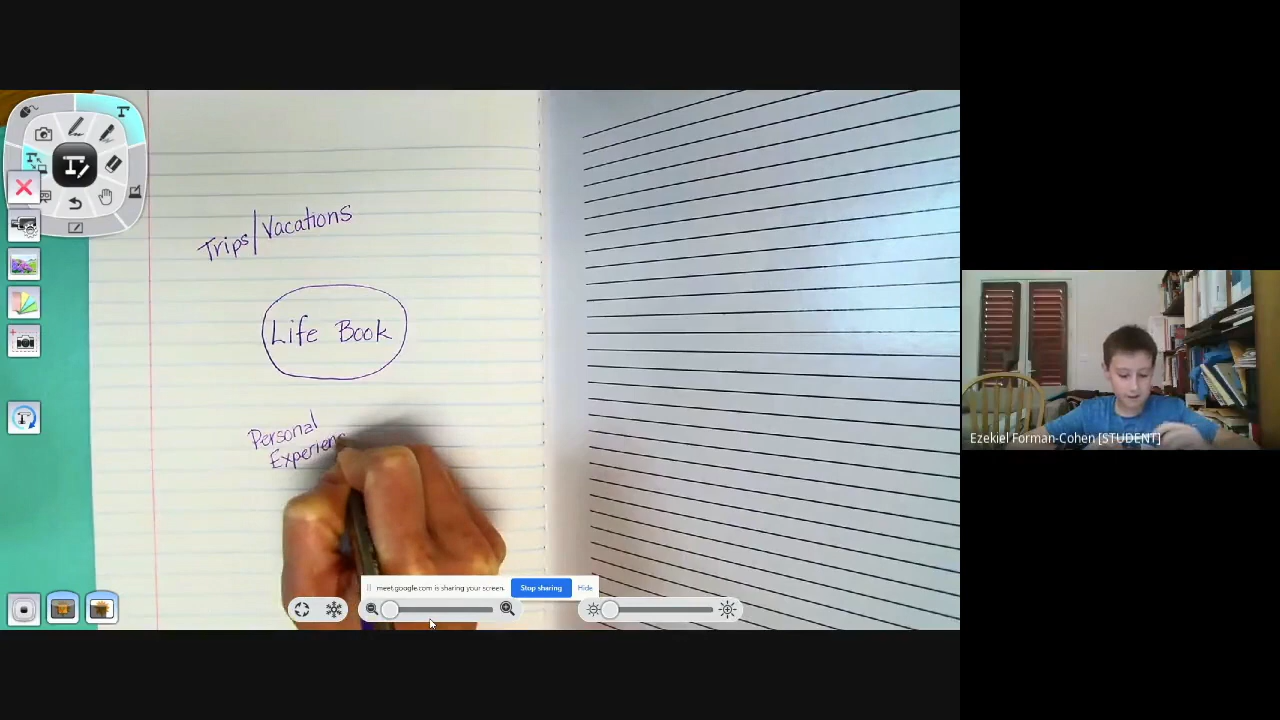 Trips/Vacations
Life Book
Personal
Experienc
meet.google.com is sharing your screen.
Stop sharing
Hide
Ezekiel Forman-Cohen [STUDENT]